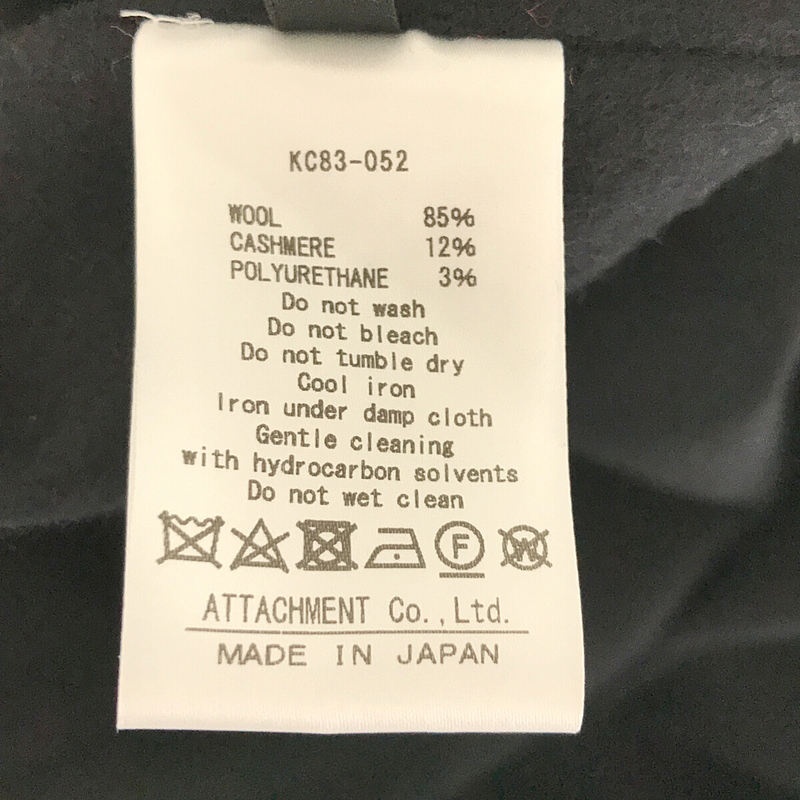 KC83-052
WOOL 85%
CASHMERE 12%
POLYURETHANE 3%
Do not wash
Do not bleach
Do not tumble dry
Cool iron
Iron under damp cloth
Gentle cleaning
with hydrocarbon solvents
Do not wet clean
F W
ATTACHMENT Co.,Ltd.
MADE IN JAPAN